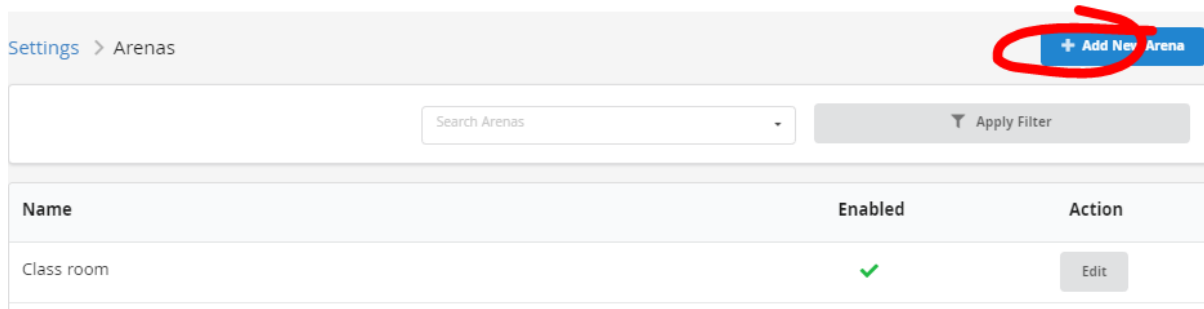 Settings > Arenas
+ Add New Arena
Search Arenas
Apply Filter
Name Enabled Action
Class room Edit